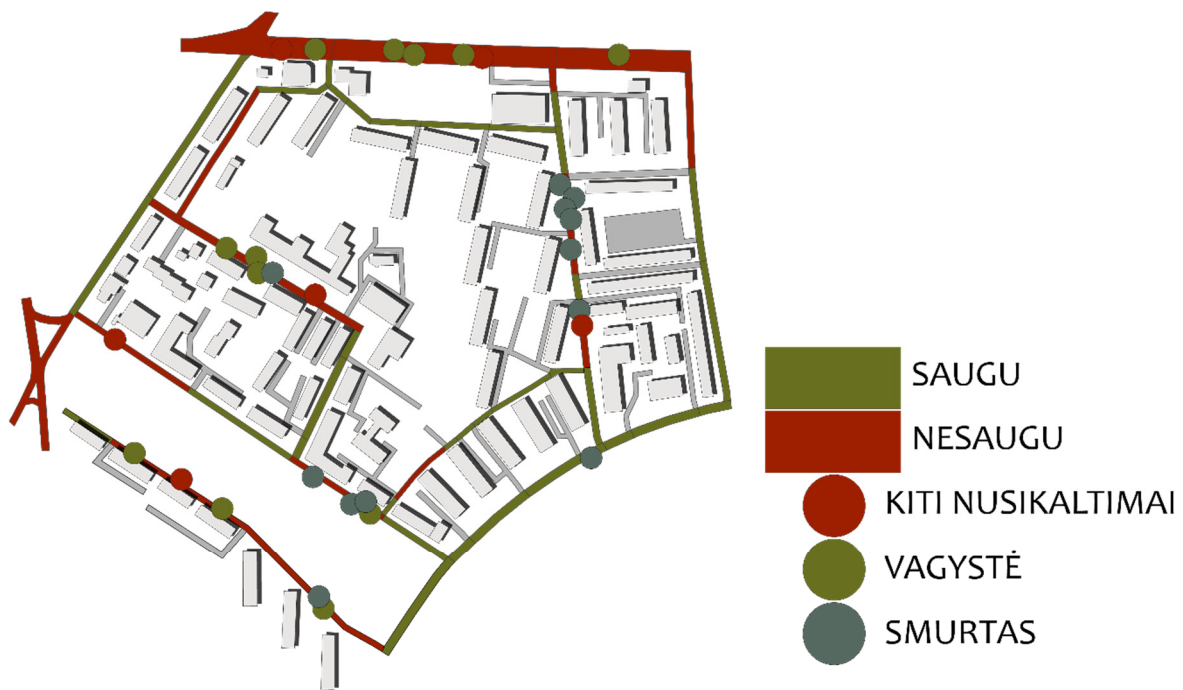 SAUGU
NESAUGU
KITI NUSIKALTIMAI
VAGYSTĖ
SMURTAS